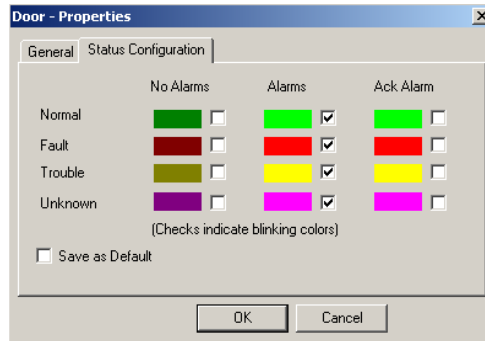 Door - Properties
General Status Configuration
No Alarms Alarms Ack Alarm
Normal
Fault
Trouble
Unknown
(Checks indicate blinking colors)
Save as Default
OK Cancel